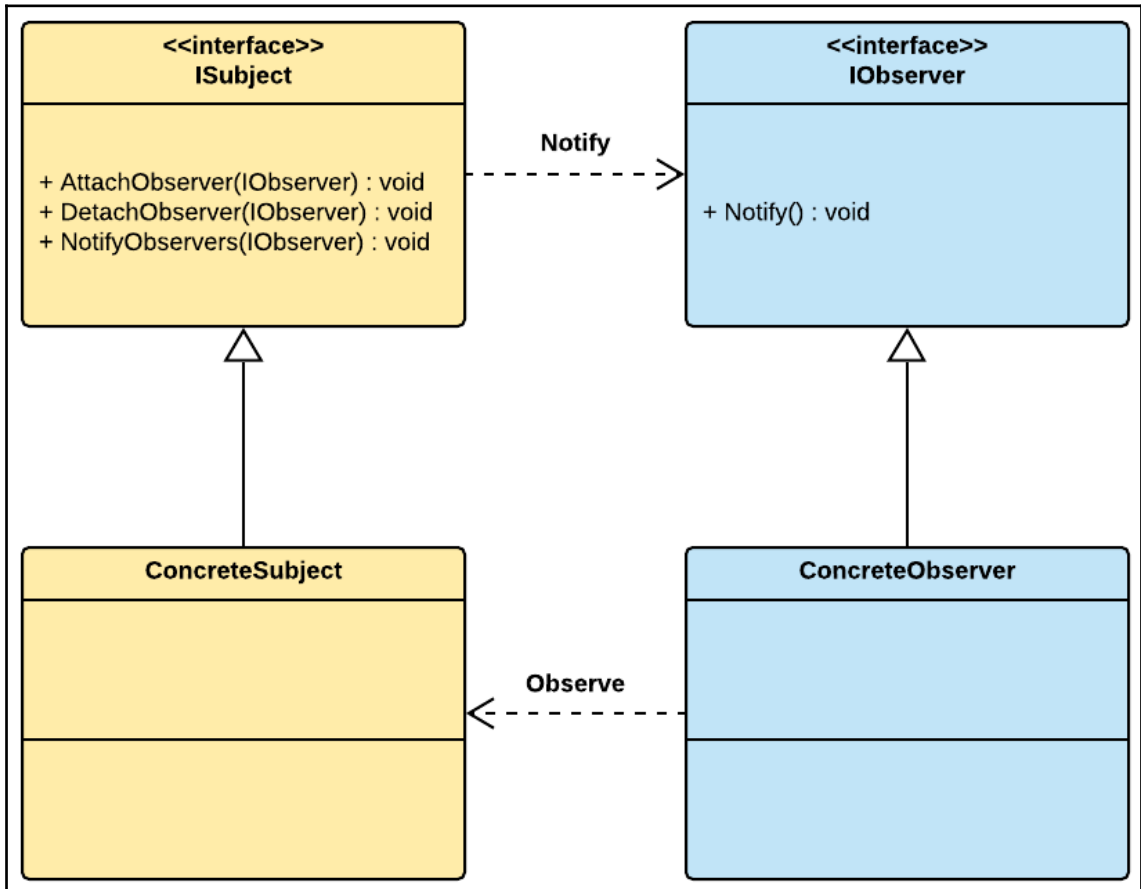 <<interface>>
ISubject
+ AttachObserver(IObserver) : void
+ DetachObserver(IObserver) : void
+ NotifyObservers(IObserver) : void
Notify
<<interface>>
IObserver
+ Notify() : void
ConcreteSubject
Observe
ConcreteObserver